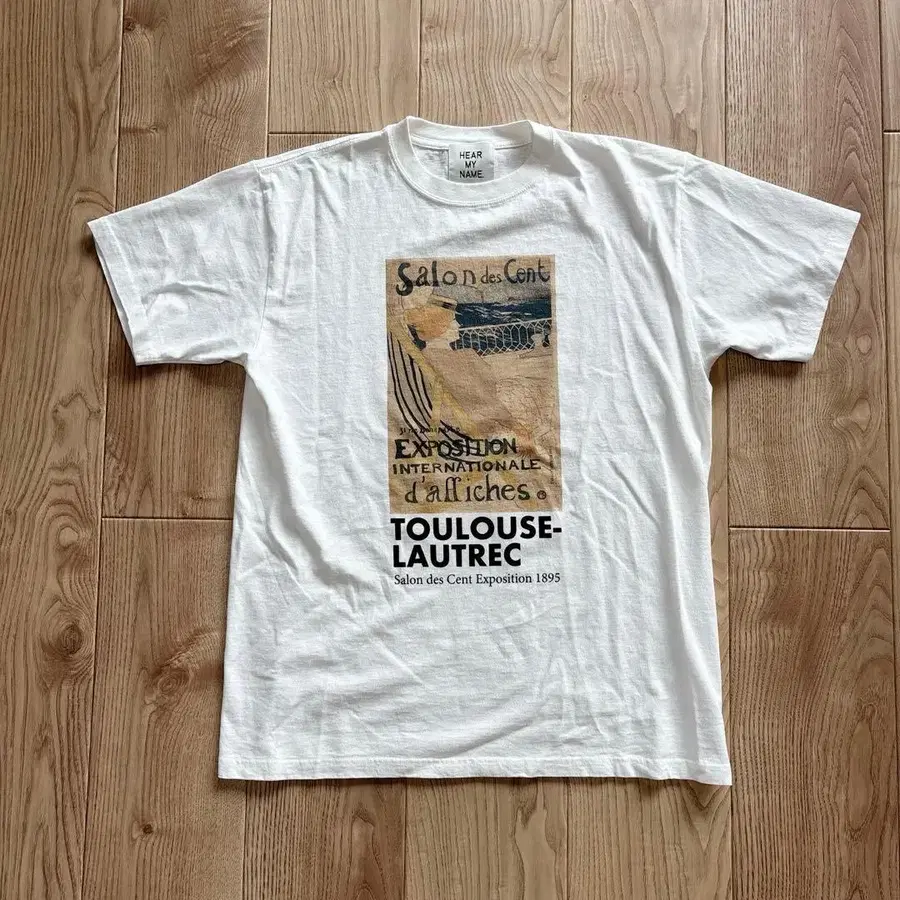 HEAR
MY
NAME.
Salon des Cent
EXPOSITION
INTERNATIONALE
d'affiches
TOULOUSE-
LAUTREC
Salon des Cent Exposition 1895